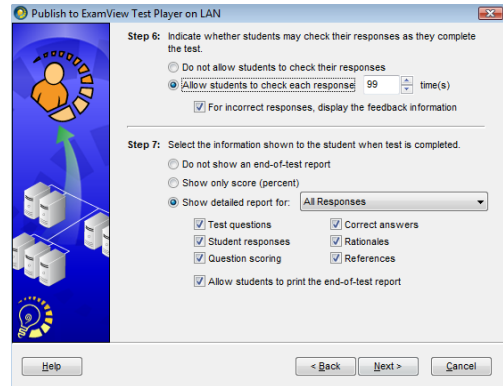 Publish to ExamView Test Player on LAN
Step 6: Indicate whether students may check their responses as they complete
the test.
Do not allow students to check their responses
Allow students to check each response 99 time(s)
For incorrect responses, display the feedback information
Step 7: Select the information shown to the student when test is completed.
Do not show an end-of-test report
Show only score (percent)
Show detailed report for: All Responses
Test questions Correct answers
Student responses Rationales
Question scoring References
Allow students to print the end-of-test report
Help < Back Next > Cancel